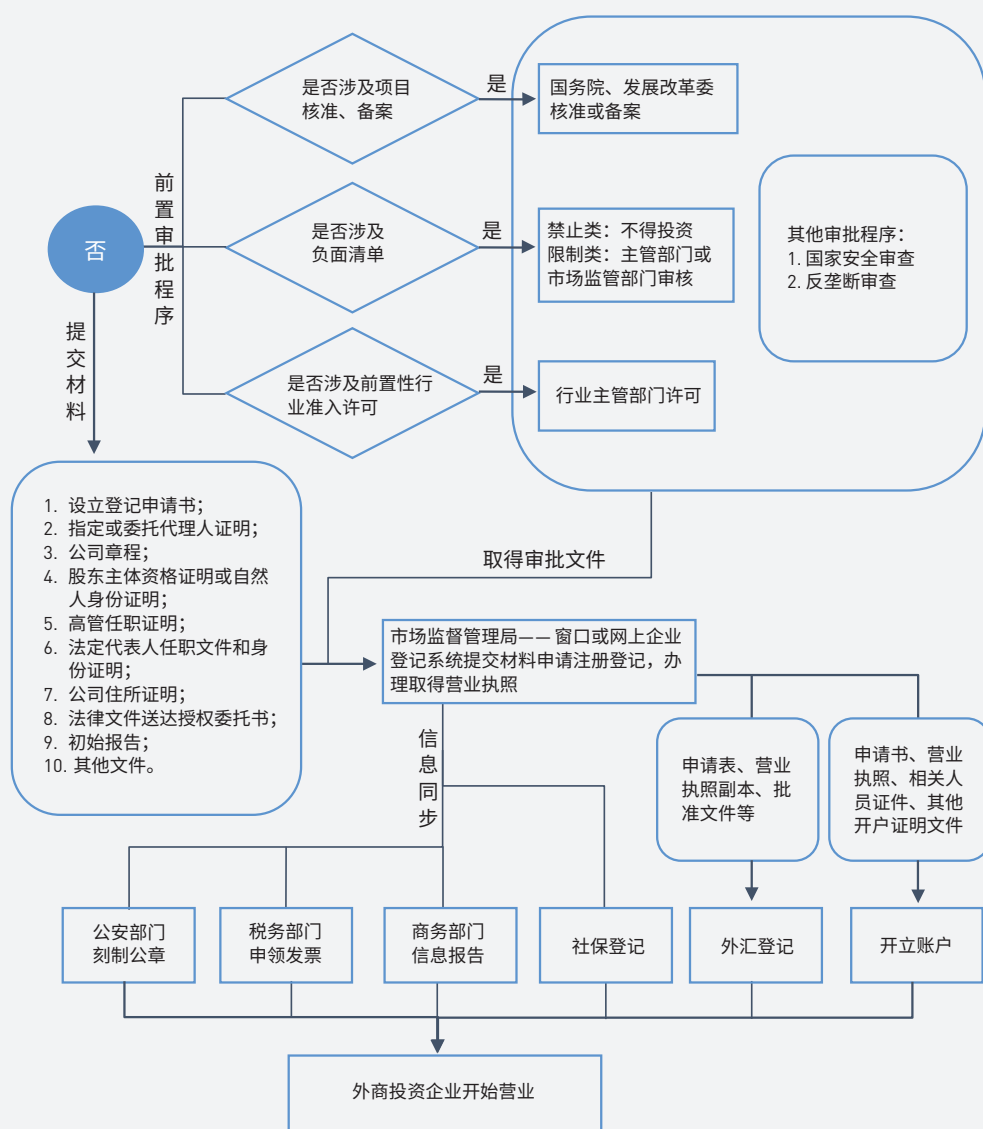 是否涉及项目
核准、备案
是
国务院、发展改革委
核准或备案
前置审批程序
否
是否涉及
负面清单
是
禁止类：不得投资
限制类：主管部门或
市场监管部门审核
其他审批程序：
1. 国家安全审查
2. 反垄断审查
提交材料
是否涉及前置性行
业准入许可
是
行业主管部门许可
1. 设立登记申请书；
2. 指定或委托代理人证明；
3. 公司章程；
4. 股东主体资格证明或自然
人身份证明；
5. 高管任职证明；
6. 法定代表人任职文件和身
份证明；
7. 公司住所证明；
8. 法律文件送达授权委托书；
9. 初始报告；
10. 其他文件。
取得审批文件
市场监督管理局——窗口或网上企业
登记系统提交材料申请注册登记，办
理取得营业执照
信息同步
申请表、营业
执照副本、批
准文件等
申请书、营业
执照、相关人
员证件、其他
开户证明文件
公安部门
刻制公章
税务部门
申领发票
商务部门
信息报告
社保登记
外汇登记
开立账户
外商投资企业开始营业